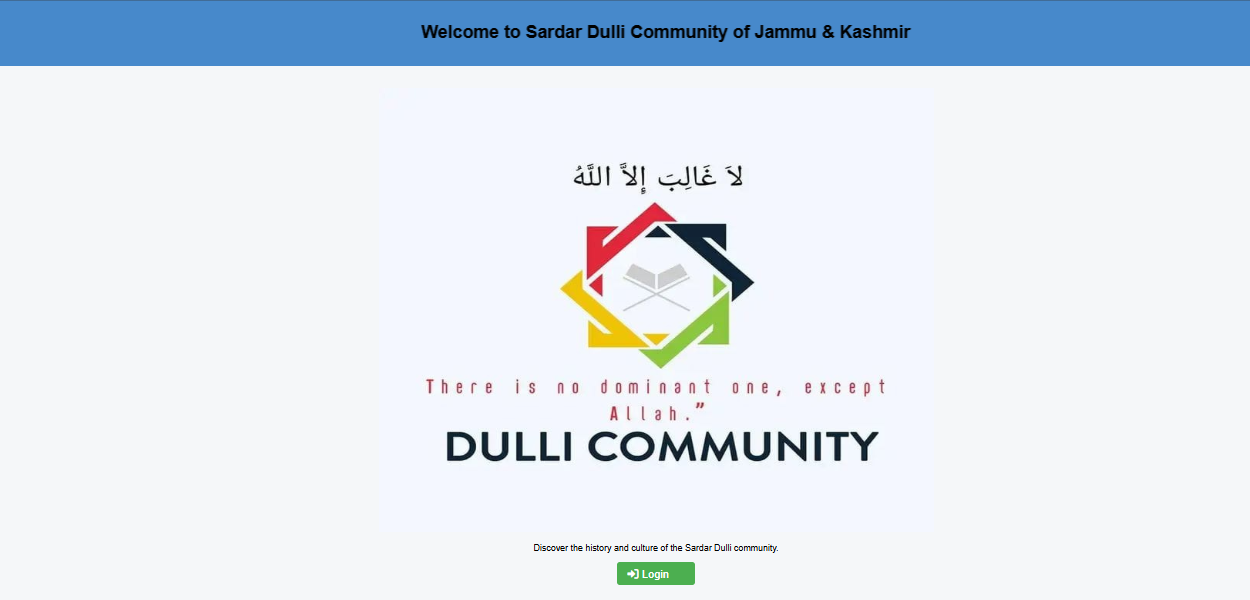 Welcome to Sardar Dulli Community of Jammu & Kashmir
لاَ غَالِبَ إِلاَّ اللَّهُ
There is no dominant one, except
Allah.”
DULLI COMMUNITY
Discover the history and culture of the Sardar Dulli community.
Login